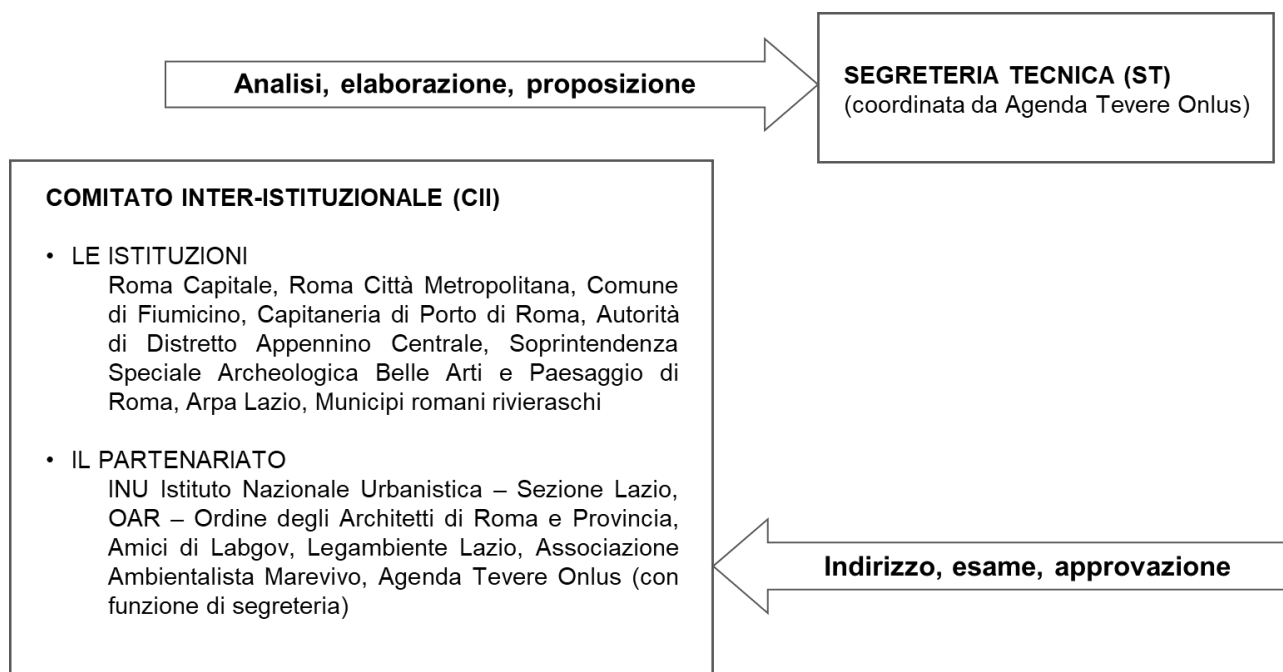 Analisi, elaborazione, proposizione
SEGRETERIA TECNICA (ST)
(coordinata da Agenda Tevere Onlus)
COMITATO INTER-ISTITUZIONALE (CII)
• LE ISTITUZIONI
Roma Capitale, Roma Città Metropolitana, Comune
di Fiumicino, Capitaneria di Porto di Roma, Autorità
di Distretto Appennino Centrale, Soprintendenza
Speciale Archeologica Belle Arti e Paesaggio di
Roma, Arpa Lazio, Municipi romani rivieraschi
• IL PARTENARIATO
INU Istituto Nazionale Urbanistica – Sezione Lazio,
OAR – Ordine degli Architetti di Roma e Provincia,
Amici di Labgov, Legambiente Lazio, Associazione
Ambientalista Marevivo, Agenda Tevere Onlus (con
funzione di segreteria)
Indirizzo, esame, approvazione